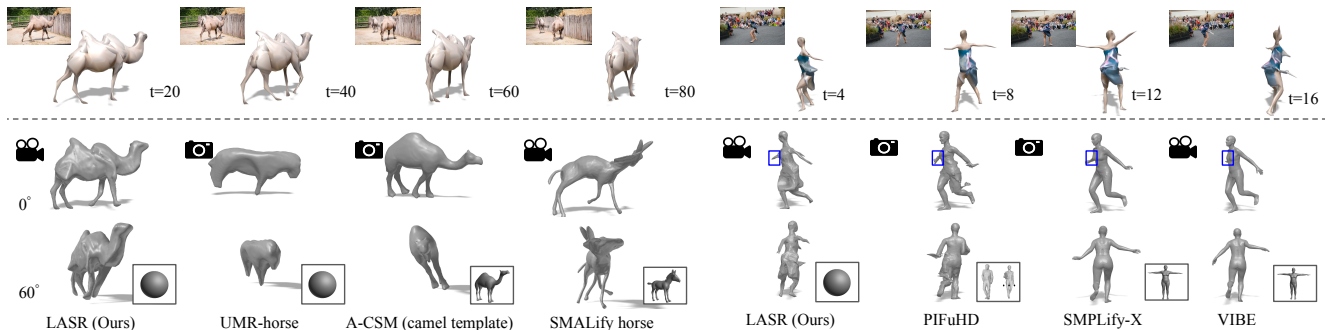 t=20
t=40
t=60
t=80
t=4
t=8
t=12
t=16
0°
60°
LASR (Ours)
UMR-horse
A-CSM (camel template)
SMALify horse
LASR (Ours)
PIFuHD
SMPLify-X
VIBE